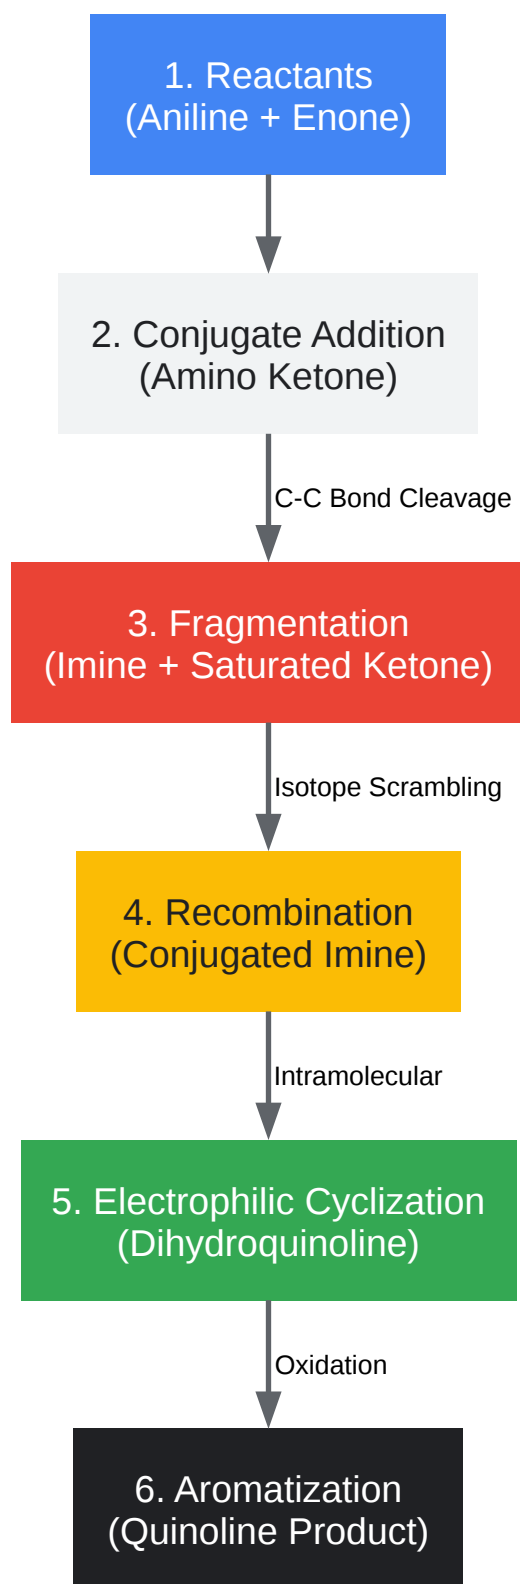 1. Reactants
(Aniline + Enone)
2. Conjugate Addition
(Amino Ketone)
C-C Bond Cleavage
3. Fragmentation
(Imine + Saturated Ketone)
Isotope Scrambling
4. Recombination
(Conjugated Imine)
Intramolecular
5. Electrophilic Cyclization
(Dihydroquinoline)
Oxidation
6. Aromatization
(Quinoline Product)